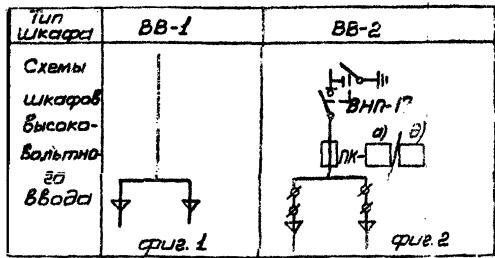 Тип шкафа
ВВ-1
ВВ-2
Схемы
шкафов
высоко-
вольтно-
го
ввода
ВНП-17
ПК-
а)
д)
фиг. 1
фиг. 2